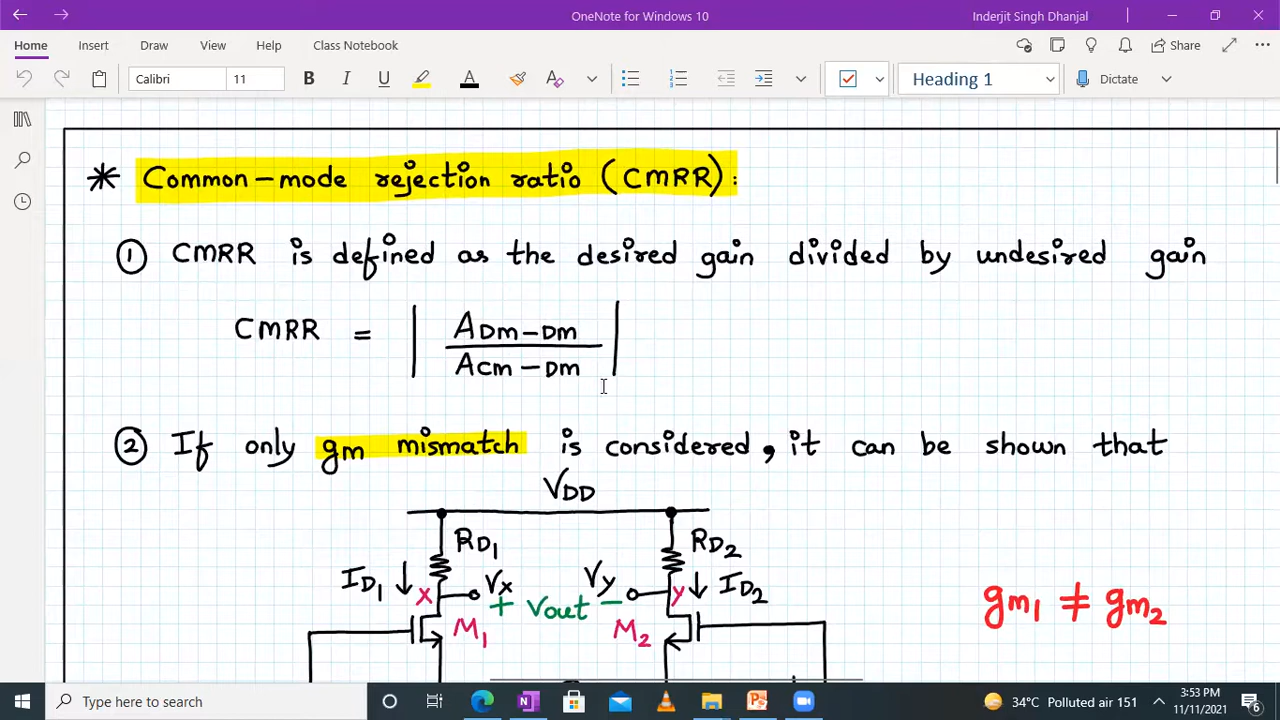 OneNote for Windows 10
Inderjit Singh Dhanjal
Home Insert Draw View Help Class Notebook
Share
Calibri 11 B I U A Heading 1 Dictate
* Common-mode rejection ratio (CMRR):
① CMRR is defined as the desired gain divided by undesired gain
CMRR = | ADM-DM / ACM-DM |
② If only gm mismatch is considered, it can be shown that
VDD
RD1 RD2
ID1 Vx Vy ID2
x + Vout - y
M1 M2
gm1 ≠ gm2
Type here to search
34°C Polluted air 151
3:53 PM
11/11/2021
6